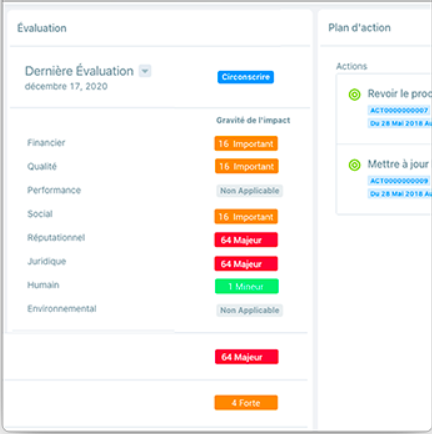 Évaluation
Dernière Évaluation
Circonscrire
décembre 17, 2020
Gravité de l'impact
Financier
16 Important
Qualité
16 Important
Performance
Non Applicable
Social
16 Important
Réputationnel
64 Majeur
Juridique
64 Majeur
Humain
1 Mineur
Environnemental
Non Applicable
64 Majeur
4 Forte
Plan d'action
Actions
Revoir le proc
ACT0000000007
Du 28 Mai 2018 Au
Mettre à jour
ACT0000000009
Du 28 Mai 2018 Au